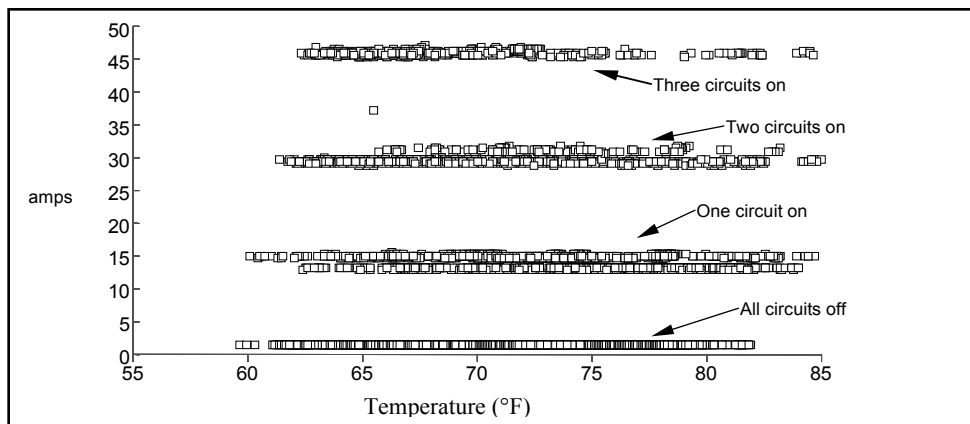 50
45
Three circuits on
40
35
Two circuits on
30
25
amps
20
One circuit on
15
10
All circuits off
5
0
55 60 65 70 75 80 85
Temperature (°F)